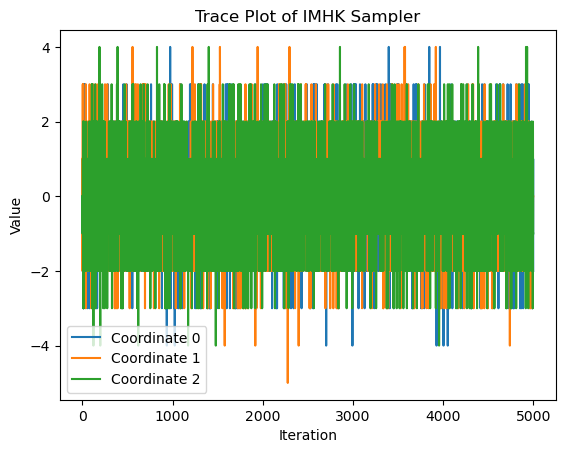 Trace Plot of IMHK Sampler
Value
4
2
0
−2
−4
Coordinate 0
Coordinate 1
Coordinate 2
0 1000 2000 3000 4000 5000
Iteration